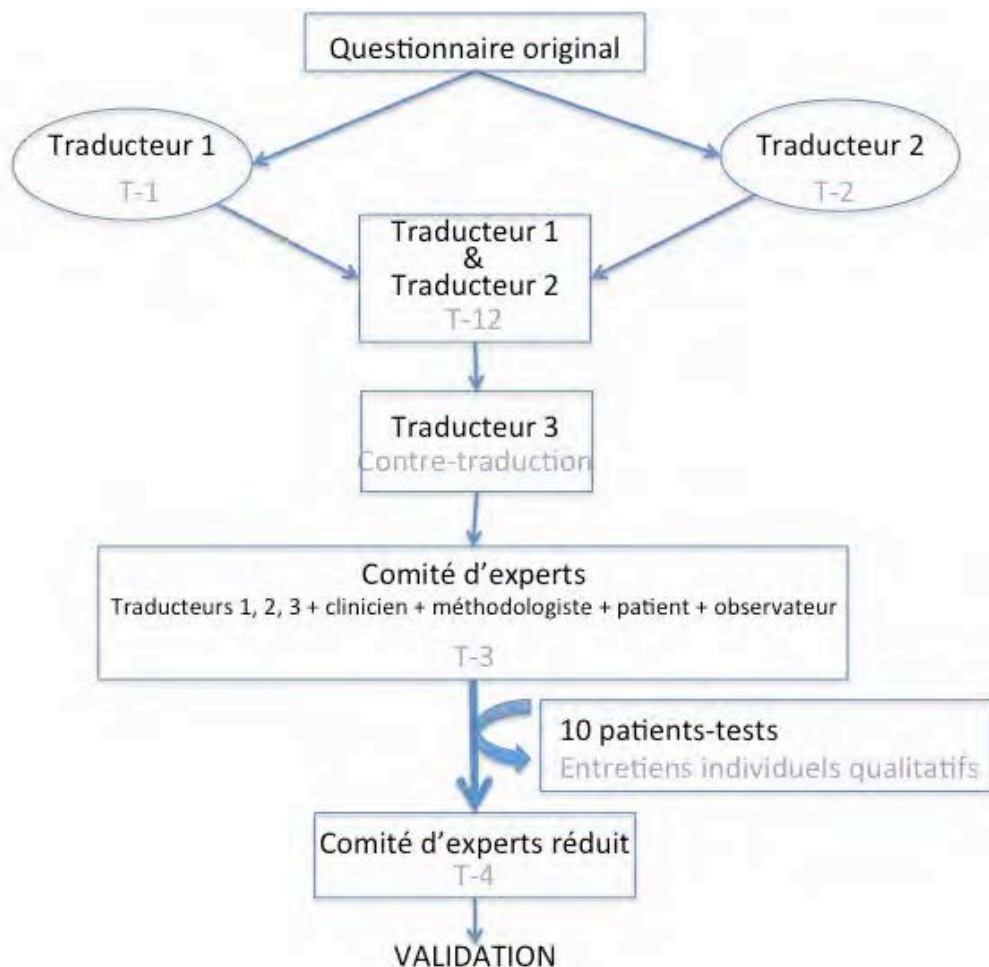 Questionnaire original
Traducteur 1
T-1
Traducteur 2
T-2
Traducteur 1
&
Traducteur 2
T-12
Traducteur 3
Contre-traduction
Comité d’experts
Traducteurs 1, 2, 3 + clinicien + méthodologiste + patient + observateur
T-3
10 patients-tests
Entretiens individuels qualitatifs
Comité d’experts réduit
T-4
VALIDATION